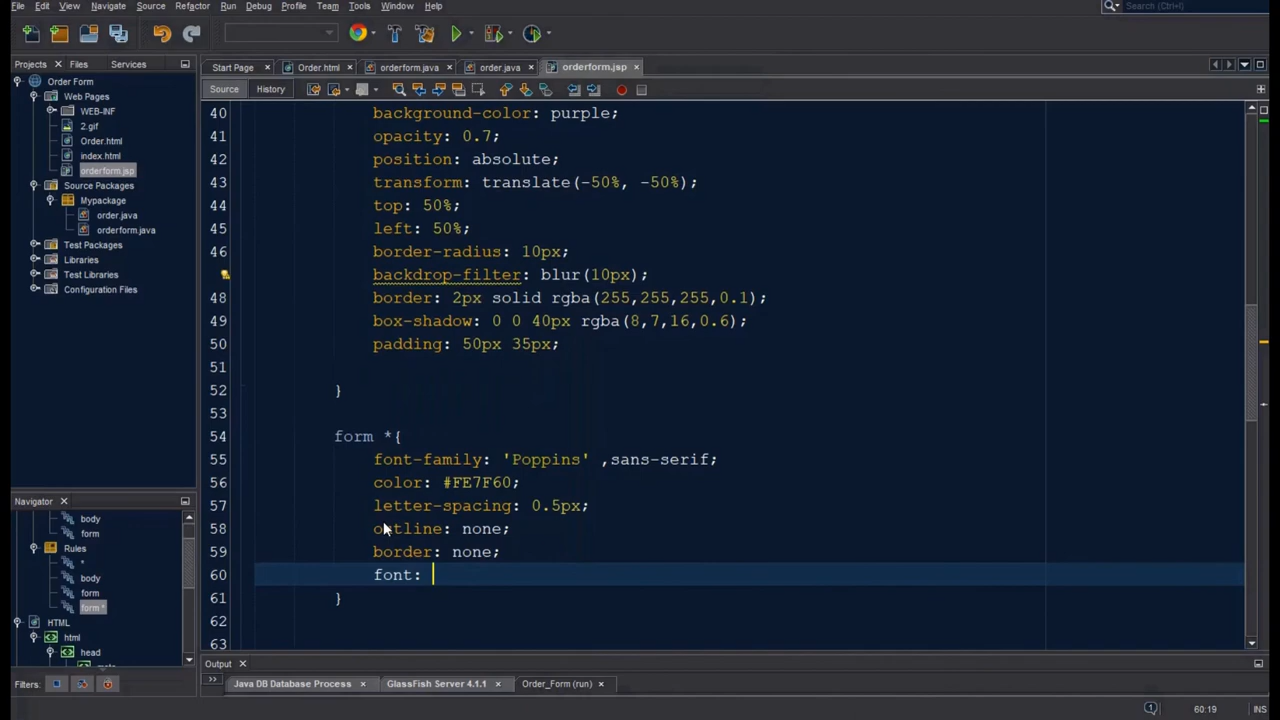 File Edit View Navigate Source Refactor Run Debug Profile Team Tools Window Help
Search (Ctrl+I)
Projects Files Services
Start Page Order.html orderform.java order.java orderform.jsp
Source History
Order Form
Web Pages
WEB-INF
2.gif
Order.html
index.html
orderform.jsp
Source Packages
Mypackage
order.java
orderform.java
Test Packages
Libraries
Test Libraries
Configuration Files
40 background-color: purple;
41 opacity: 0.7;
42 position: absolute;
43 transform: translate(-50%, -50%);
44 top: 50%;
45 left: 50%;
46 border-radius: 10px;
backdrop-filter: blur(10px);
48 border: 2px solid rgba(255,255,255,0.1);
49 box-shadow: 0 0 40px rgba(8,7,16,0.6);
50 padding: 50px 35px;
51
52 }
53
54 form *{
55 font-family: 'Poppins' ,sans-serif;
56 color: #FE7F60;
57 letter-spacing: 0.5px;
58 outline: none;
59 border: none;
60 font:
61 }
62
63
Navigator
body
form
Rules
*
body
form
form *
HTML
html
head
Filters:
Output
Java DB Database Process GlassFish Server 4.1.1 Order_Form (run)
60:19 INS